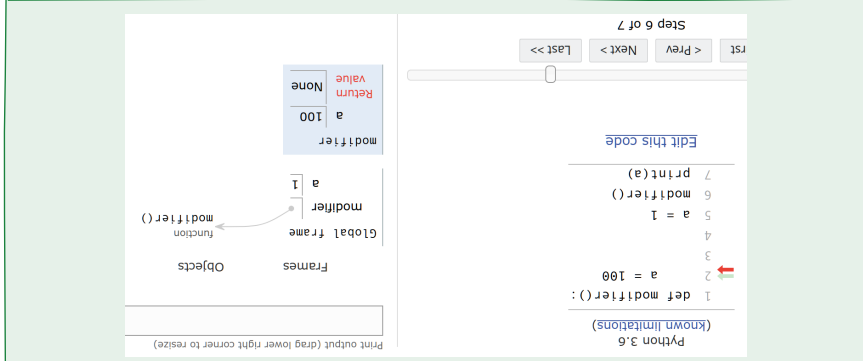 Python 3.6
(known limitations)
1 def modifier():
2 a = 100
3
4
5 a = 1
6 modifier()
7 print(a)
Edit this code
rst
< Prev
Next >
Last >>
Step 6 of 7
Print output (drag lower right corner to resize)
Frames
Objects
Global frame
modifier
a 1
function
modifier()
modifier
a 100
Return
value
None